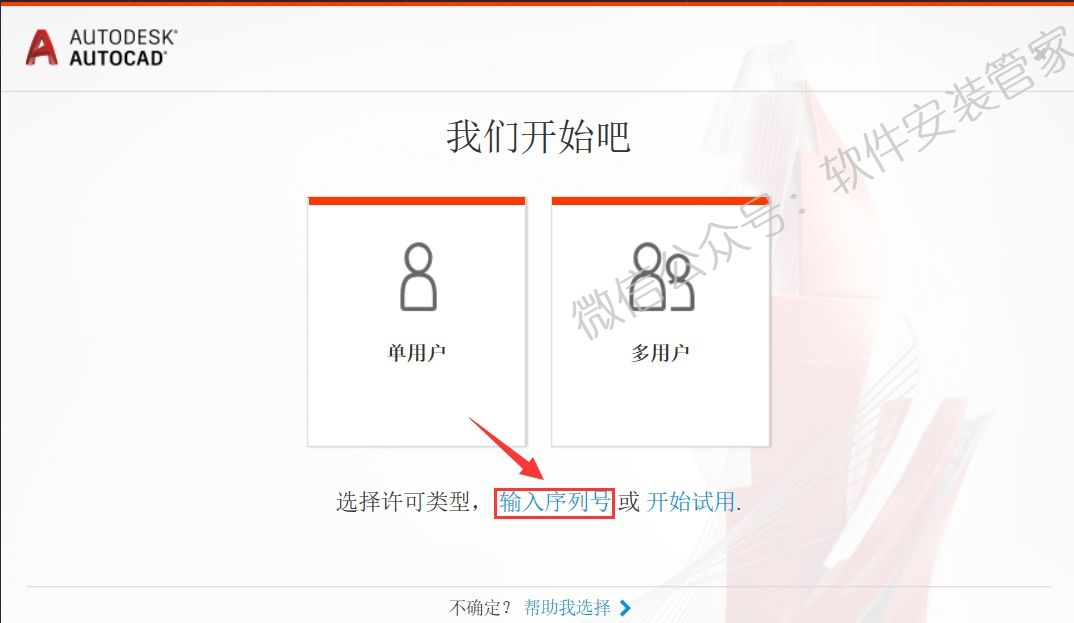 AUTODESK®
AUTOCAD®
我们开始吧
单用户
多用户
选择许可类型，输入序列号 或 开始试用.
不确定？ 帮助我选择
微信公众号：软件安装管家